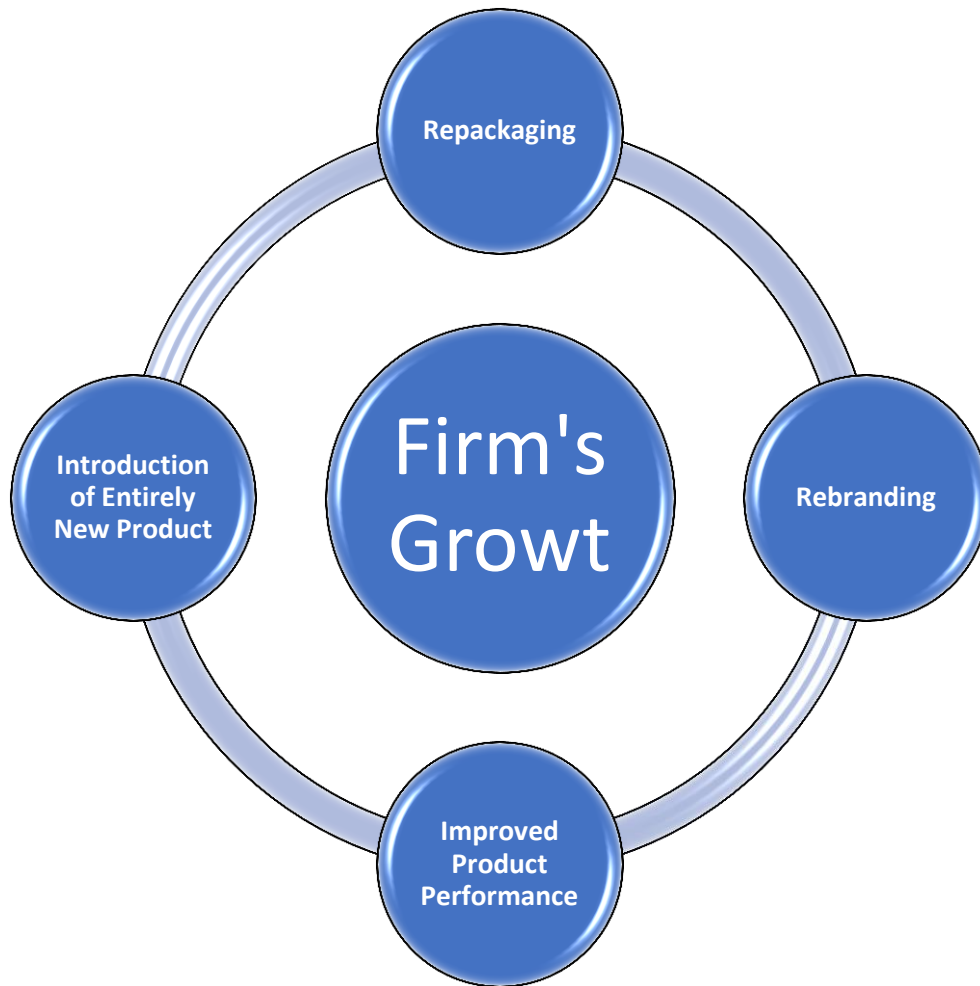 Repackaging
Firm's
Growt
Introduction
of Entirely
New Product
Rebranding
Improved
Product
Performance